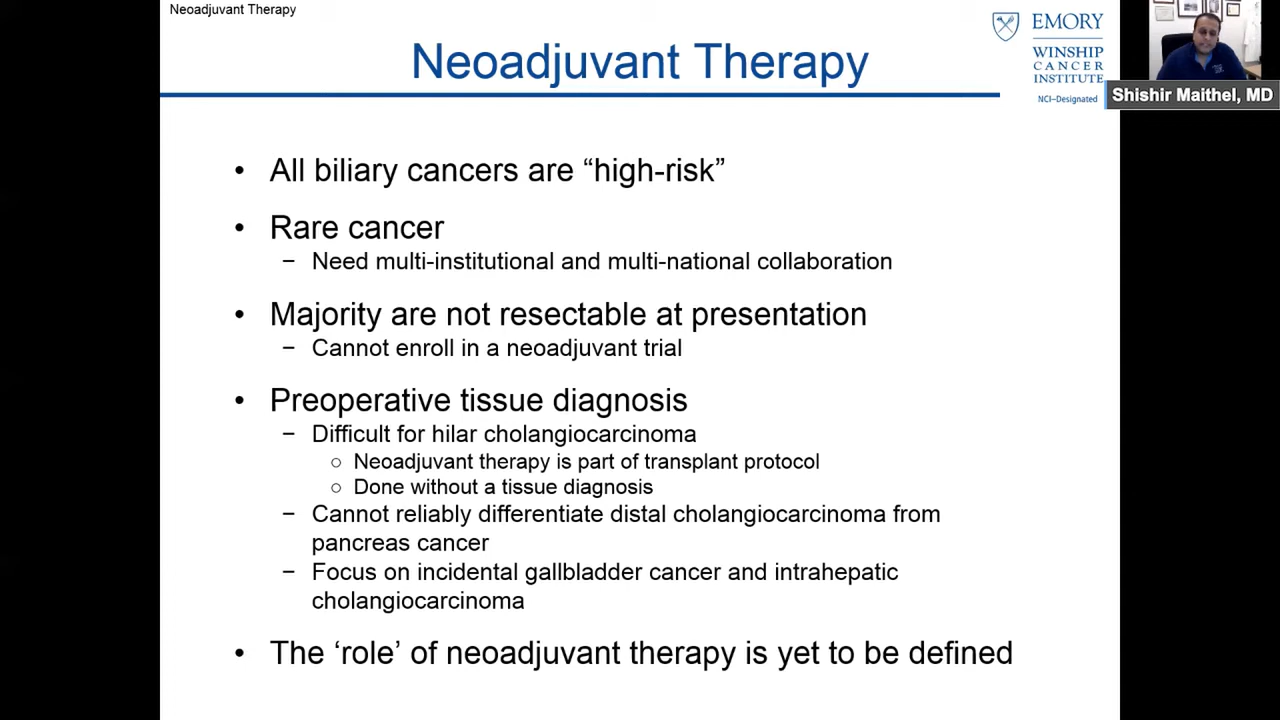 Neoadjuvant Therapy
Neoadjuvant Therapy
EMORY
WINSHIP
CANCER
INSTITUTE
NCI–Designated
Shishir Maithel, MD
• All biliary cancers are “high-risk”
• Rare cancer
− Need multi-institutional and multi-national collaboration
• Majority are not resectable at presentation
− Cannot enroll in a neoadjuvant trial
• Preoperative tissue diagnosis
− Difficult for hilar cholangiocarcinoma
○ Neoadjuvant therapy is part of transplant protocol
○ Done without a tissue diagnosis
− Cannot reliably differentiate distal cholangiocarcinoma from
pancreas cancer
− Focus on incidental gallbladder cancer and intrahepatic
cholangiocarcinoma
• The ‘role’ of neoadjuvant therapy is yet to be defined